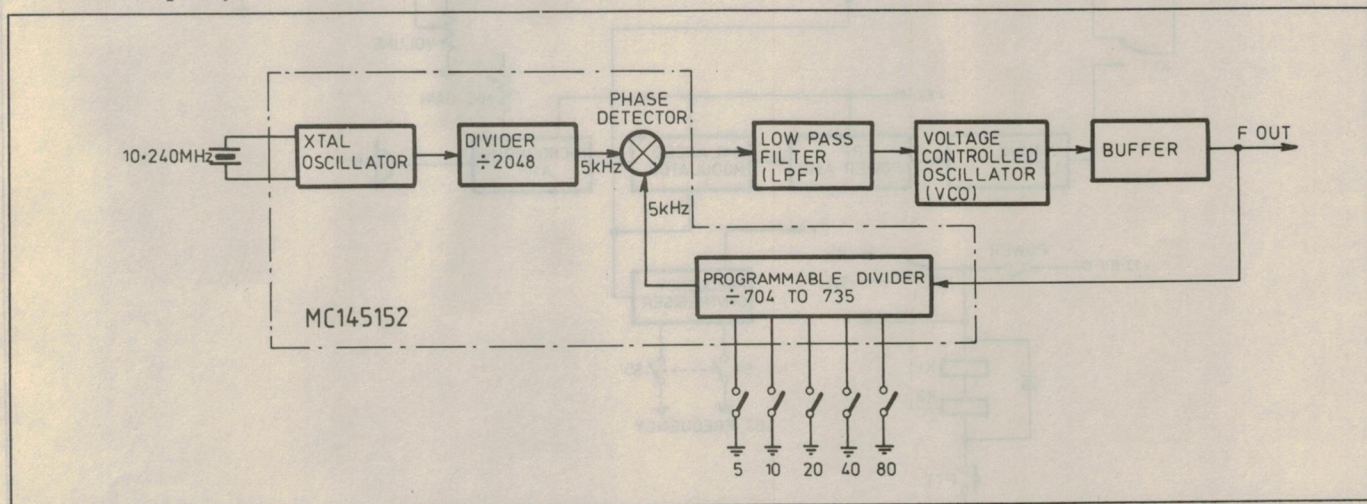 10·240MHz
XTAL
OSCILLATOR
DIVIDER
÷2048
5kHz
PHASE
DETECTOR
5kHz
LOW PASS
FILTER
(LPF)
VOLTAGE
CONTROLLED
OSCILLATOR
(VCO)
BUFFER
F OUT
PROGRAMMABLE DIVIDER
÷704 TO 735
MC145152
5 10 20 40 80